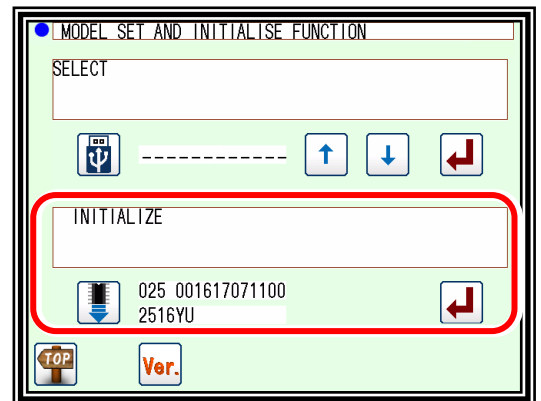 MODEL SET AND INITIALISE FUNCTION
SELECT
------------
INITIALIZE
025 001617071100
2516YU
TOP
Ver.